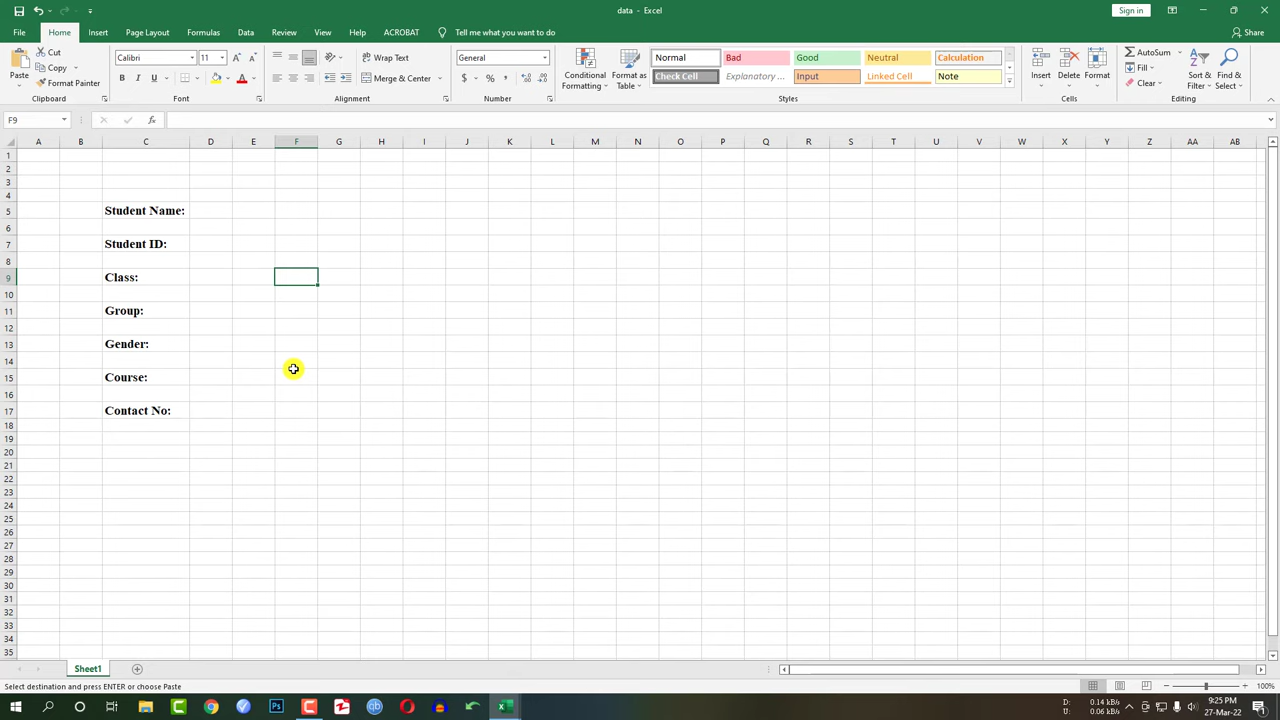 data - Excel
Sign in
File Home Insert Page Layout Formulas Data Review View Help ACROBAT Tell me what you want to do Share
Paste Cut Copy Format Painter Clipboard
Calibri 11 B I U A A Font
Wrap Text Merge & Center Alignment
General $ % Number
Conditional Formatting Format as Table
Normal Bad Good Neutral Calculation
Check Cell Explanatory ... Input Linked Cell Note
Styles
Insert Delete Format Cells
AutoSum Fill Clear Sort & Filter Find & Select Editing
F9 fx
A B C D E F G H I J K L M N O P Q R S T U V W X Y Z AA AB
1
2
3
4
5 Student Name:
6
7 Student ID:
8
9 Class:
10
11 Group:
12
13 Gender:
14
15 Course:
16
17 Contact No:
18
19
20
21
22
23
24
25
26
27
28
29
30
31
32
33
34
35
Sheet1
Select destination and press ENTER or choose Paste 100%
D: 0.14 kB/s
U: 0.06 kB/s
9:25 PM
27-Mar-22